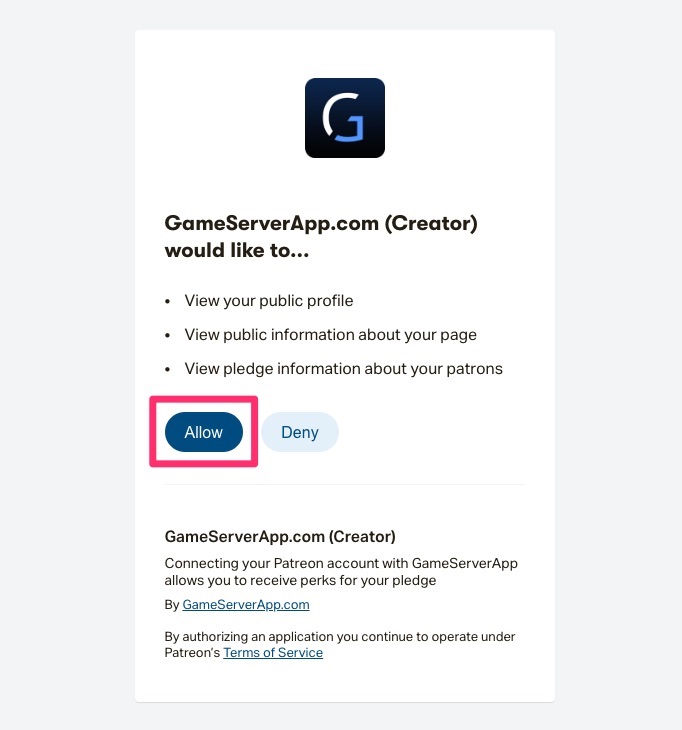 G
GameServerApp.com (Creator)
would like to...
• View your public profile
• View public information about your page
• View pledge information about your patrons
Allow Deny
GameServerApp.com (Creator)
Connecting your Patreon account with GameServerApp
allows you to receive perks for your pledge
By GameServerApp.com
By authorizing an application you continue to operate under
Patreon’s Terms of Service